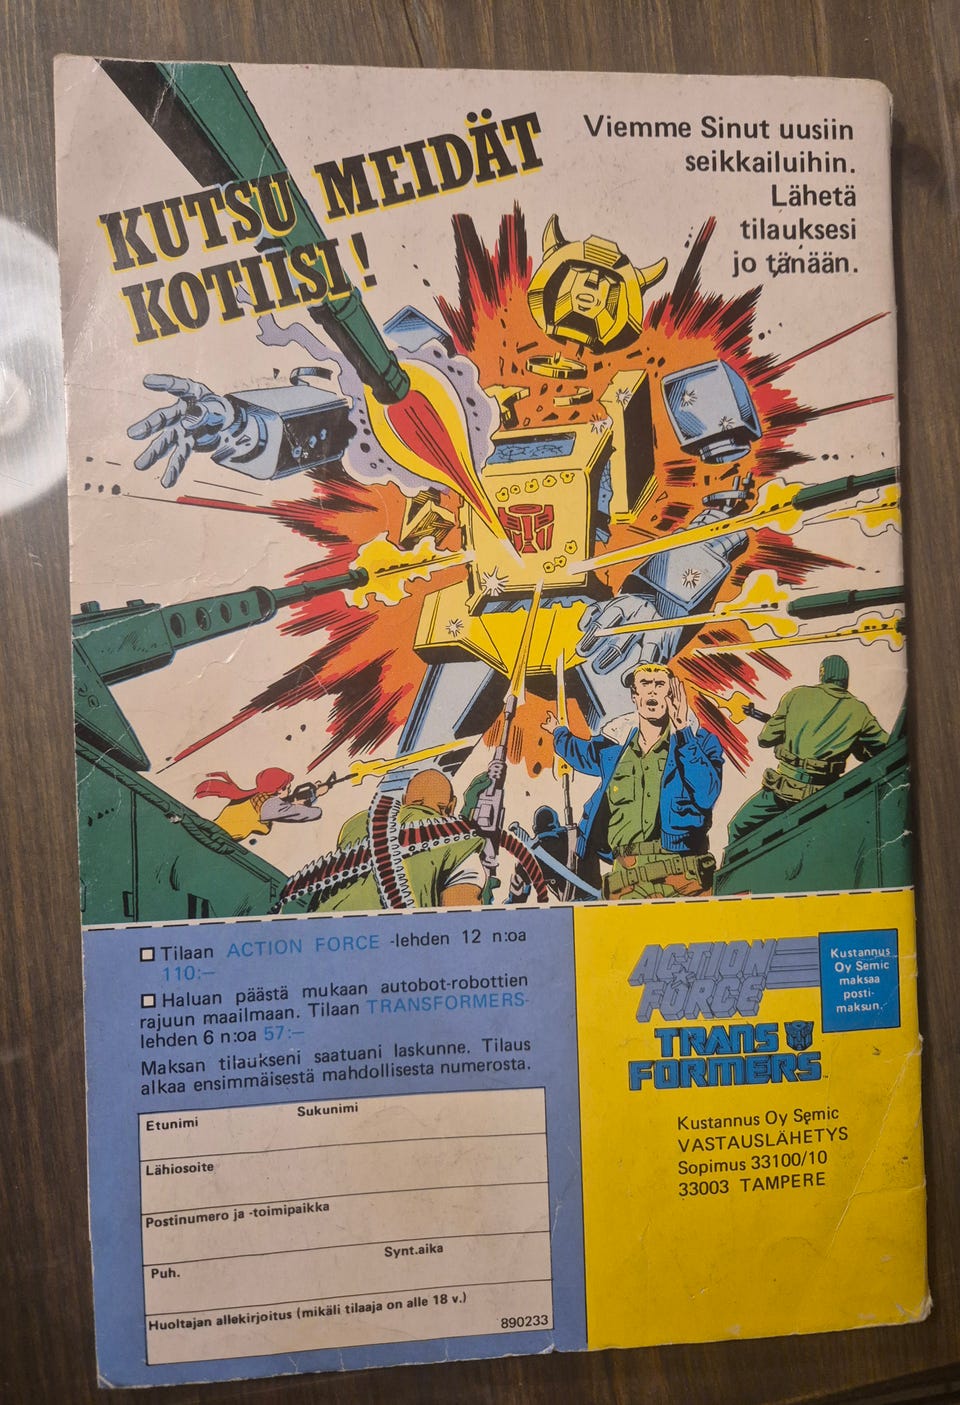 KUTSU MEIDÄT
KOTIISI!
Viemme Sinut uusiin
seikkailuihin.
Lähetä
tilauksesi
jo tänään.
Tilaan ACTION FORCE -lehden 12 n:oa
110:—
Haluan päästä mukaan autobot-robottien
rajuun maailmaan. Tilaan TRANSFORMERS-
lehden 6 n:oa 57:—
Maksan tilaukseni saatuani laskunne. Tilaus
alkaa ensimmäisestä mahdollisesta numerosta.
Etunimi Sukunimi
Lähiosoite
Postinumero ja -toimipaikka
Puh. Synt.aika
Huoltajan allekirjoitus (mikäli tilaaja on alle 18 v.)
890233
ACTION
FORCE
TRANS
FORMERS™
Kustannus
Oy Semic
maksaa
posti-
maksun.
Kustannus Oy Semic
VASTAUSLÄHETYS
Sopimus 33100/10
33003 TAMPERE